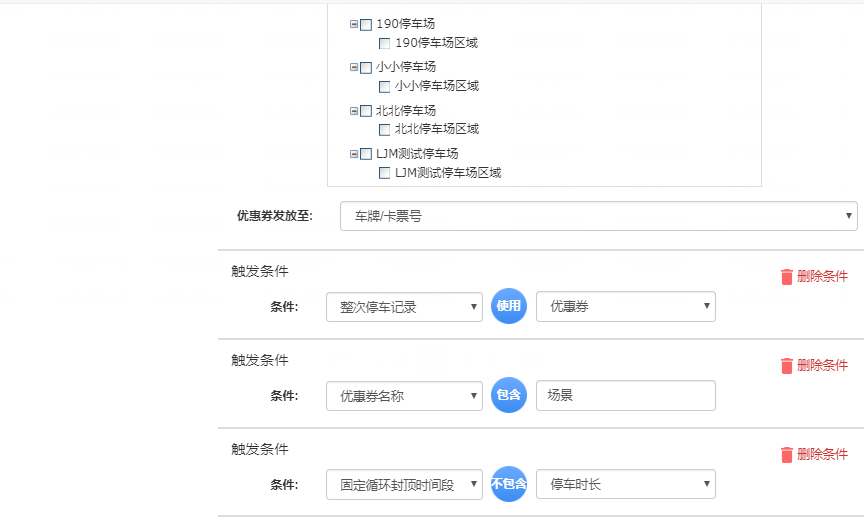 190停车场
190停车场区域
小小停车场
小小停车场区域
北北停车场
北北停车场区域
LJM测试停车场
LJM测试停车场区域
优惠券发放至: 车牌/卡票号
触发条件 删除条件
条件: 整次停车记录 使用 优惠券
触发条件 删除条件
条件: 优惠券名称 包含 场景
触发条件 删除条件
条件: 固定循环封顶时间段 不包含 停车时长